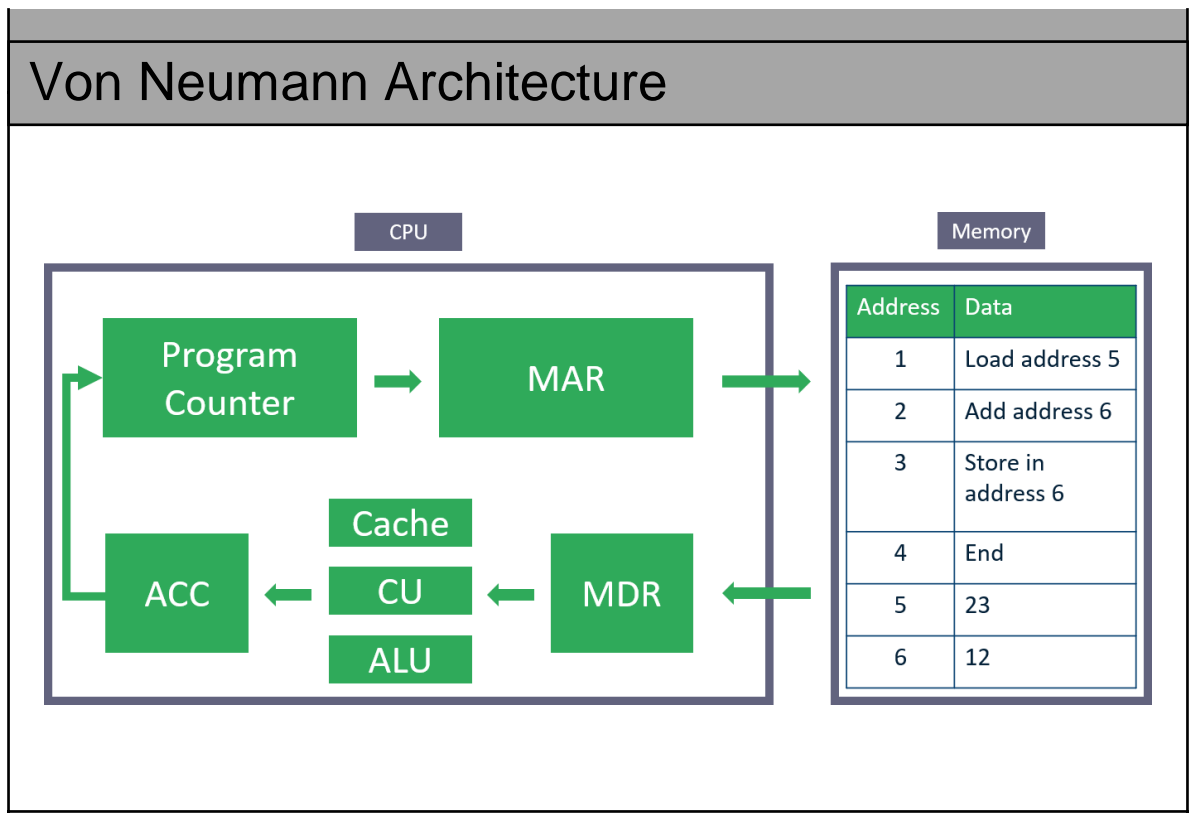 Von Neumann Architecture
CPU
Memory
Program
Counter
MAR
Cache
CU
ALU
ACC
MDR
Address Data
1 Load address 5
2 Add address 6
3 Store in
address 6
4 End
5 23
6 12